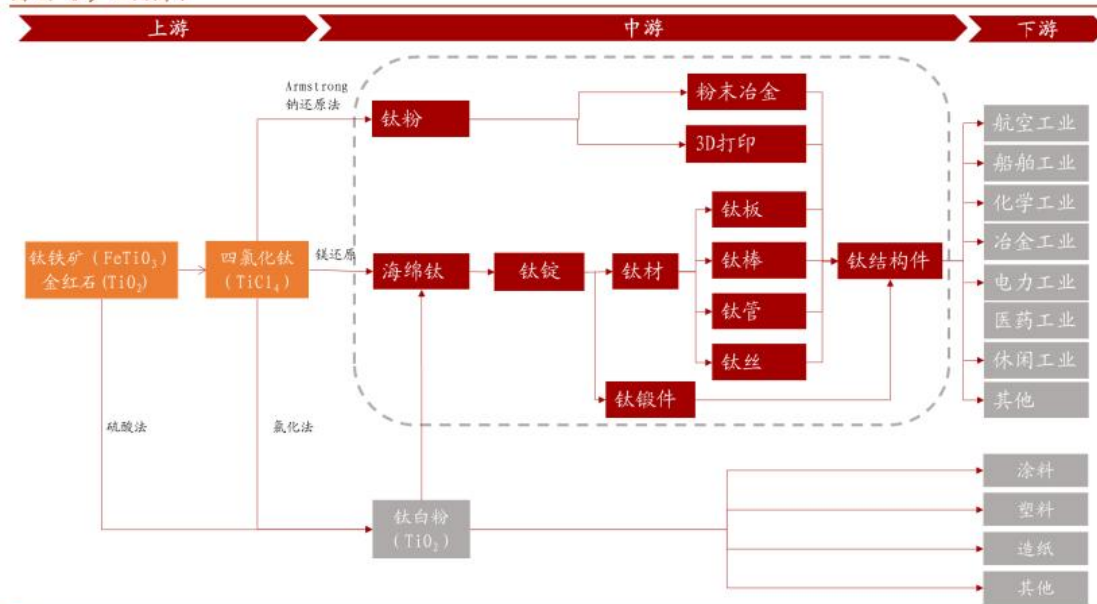 上游
中游
下游
Armstrong
钠还原法
钛粉
粉末冶金
3D打印
航空工业
船舶工业
化学工业
冶金工业
电力工业
医药工业
休闲工业
其他
钛板
钛棒
钛管
钛丝
钛铁矿（FeTiO₃）
金红石(TiO₂)
四氯化钛
（TiCl₄）
镁还原
海绵钛
钛锭
钛材
钛结构件
钛锻件
硫酸法
氯化法
钛白粉
（TiO₂）
涂料
塑料
造纸
其他